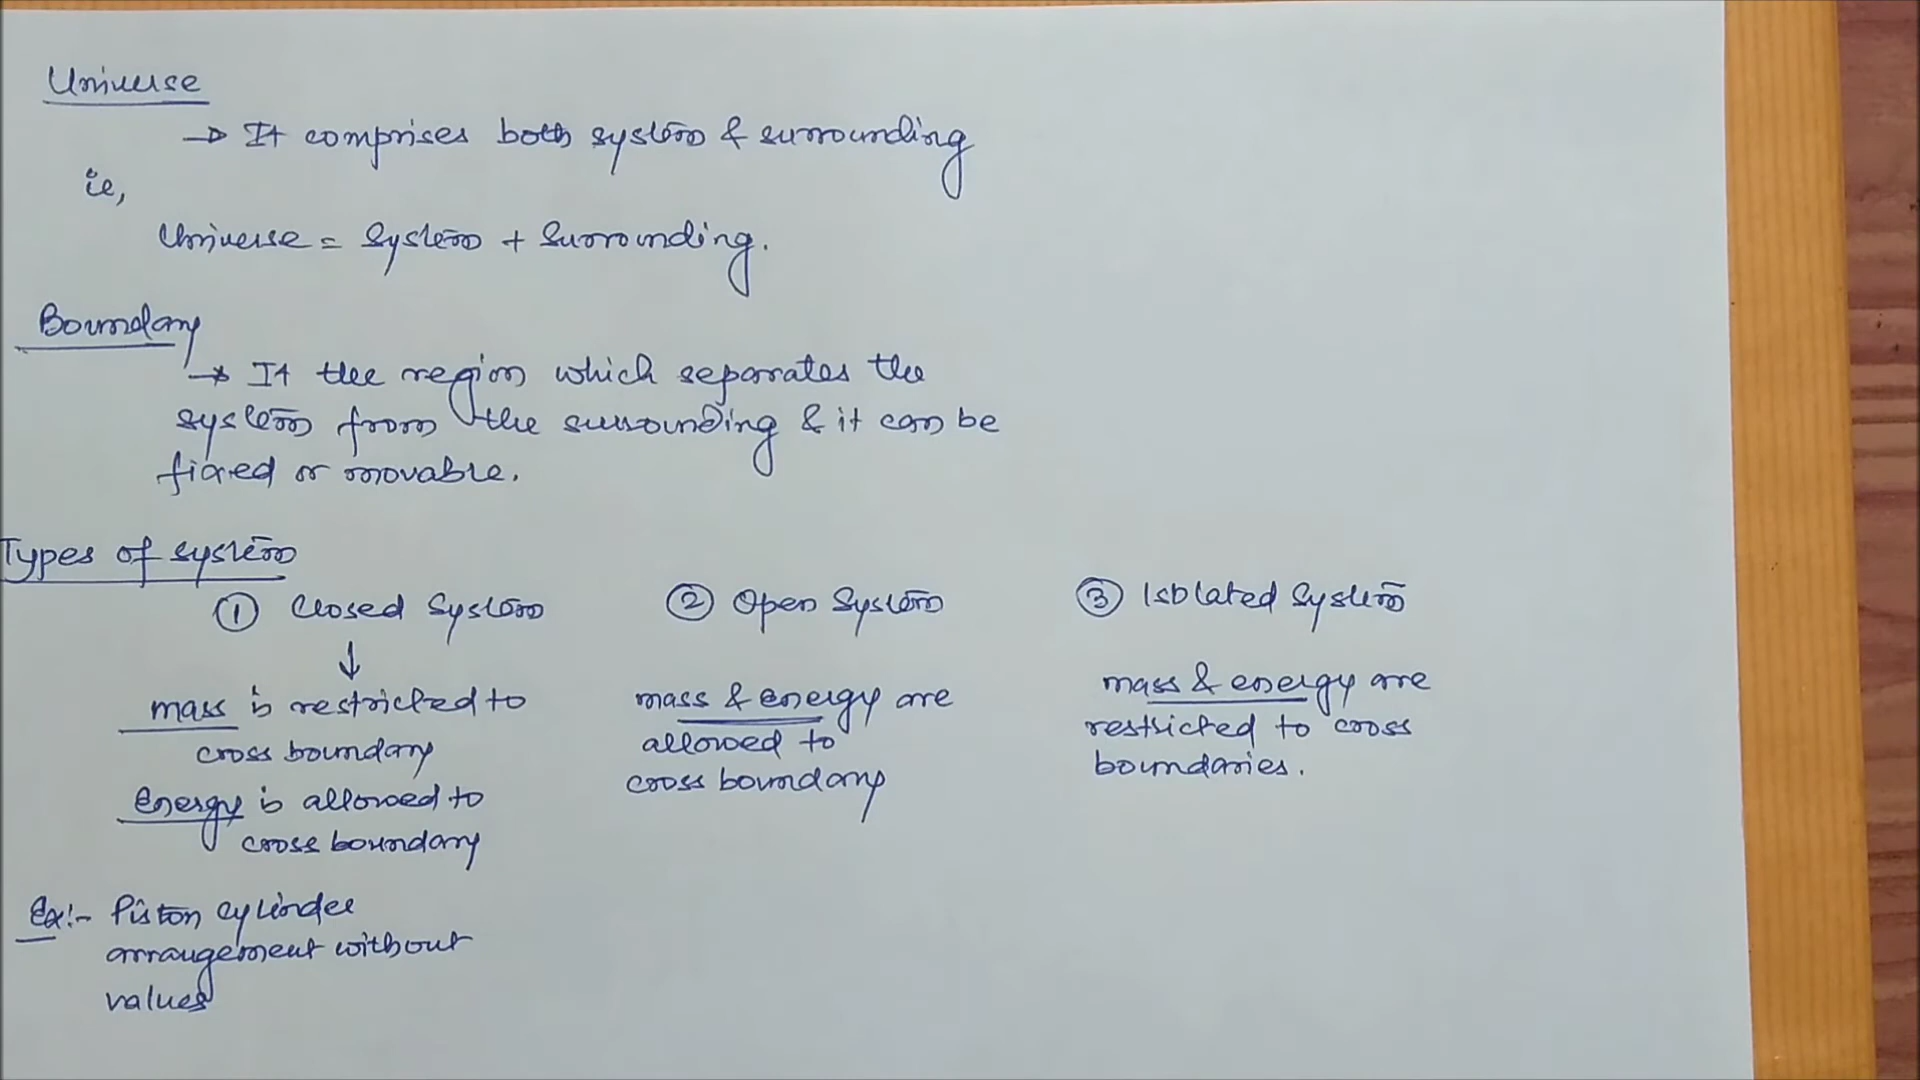 Universe
→ It comprises both system & surrounding
ie,
Universe = System + Surrounding.
Boundary
→ It the region which separates the
system from the surrounding & it can be
fixed or movable.
Types of system
① Closed System
↓
mass is restricted to
cross boundary
Energy is allowed to
cross boundary
Ex:- Piston cylinder
arrangement without
values
② Open System
mass & energy are
allowed to
cross boundary
③ Isolated System
mass & energy are
restricted to cross
boundaries.